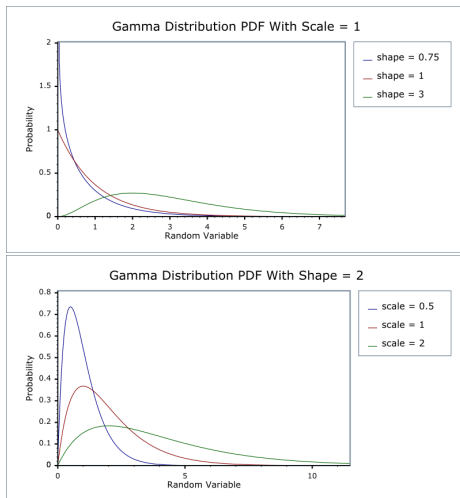 Gamma Distribution PDF With Scale = 1
2
1.5
1
0.5
0
Probability
0 1 2 3 4 5 6 7
Random Variable
shape = 0.75
shape = 1
shape = 3
Gamma Distribution PDF With Shape = 2
0.8
0.7
0.6
0.5
0.4
0.3
0.2
0.1
0
Probability
0 5 10
Random Variable
scale = 0.5
scale = 1
scale = 2